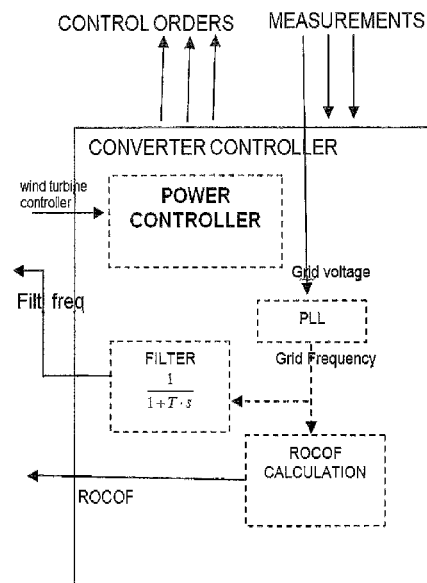 CONTROL ORDERS
MEASUREMENTS
CONVERTER CONTROLLER
wind turbine
controller
POWER
CONTROLLER
Grid voltage
Filt freq
PLL
Grid Frequency
FILTER
1
1+T·s
ROCOF
CALCULATION
ROCOF